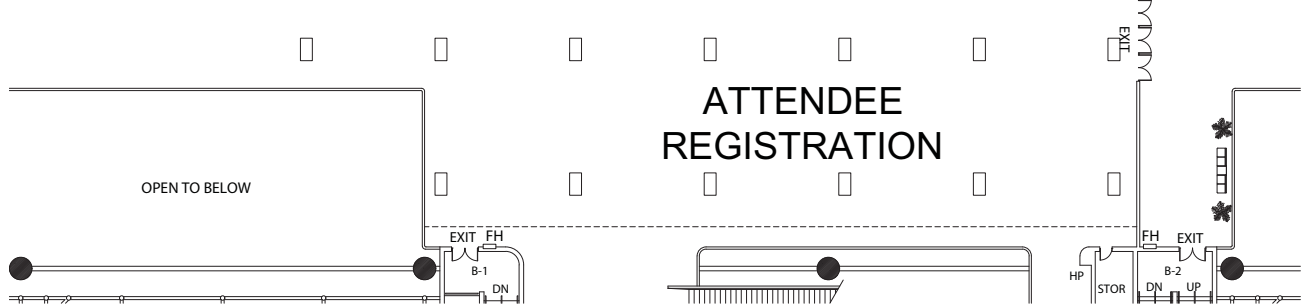 EXIT
ATTENDEE
REGISTRATION
OPEN TO BELOW
EXIT FH
FH EXIT
B-1
HP
B-2
DN
STOR
DN UP